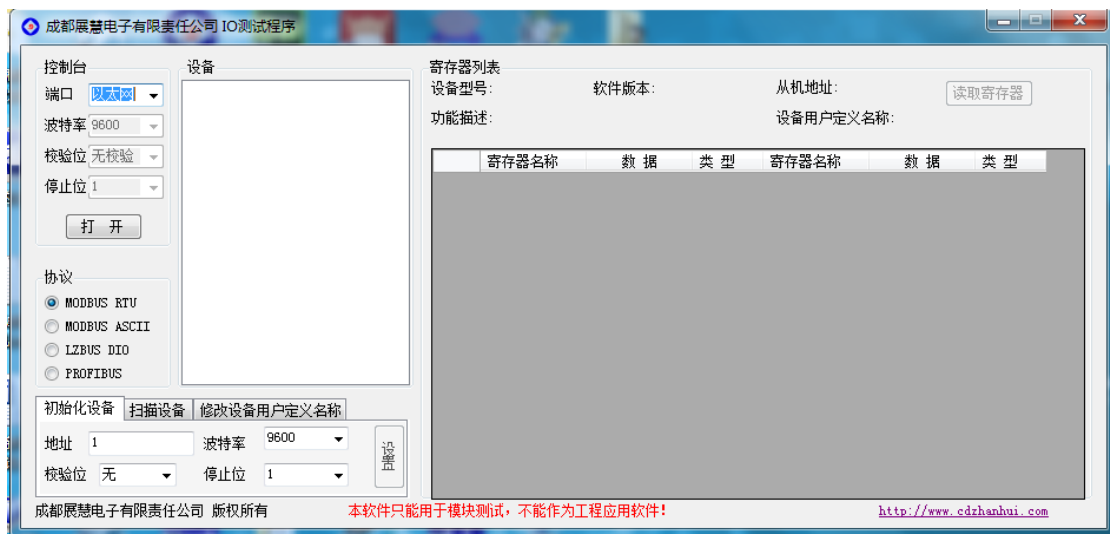 成都展慧电子有限责任公司 IO测试程序
控制台
端口 以太网
波特率 9600
校验位 无校验
停止位 1
打 开
协议
MODBUS RTU
MODBUS ASCII
LZBUS DIO
PROFIBUS
设备
寄存器列表
设备型号: 软件版本: 从机地址: 读取寄存器
功能描述: 设备用户定义名称:
寄存器名称 数 据 类 型 寄存器名称 数 据 类 型
初始化设备 扫描设备 修改设备用户定义名称
地址 1 波特率 9600
校验位 无 停止位 1
设置
成都展慧电子有限责任公司 版权所有 本软件只能用于模块测试，不能作为工程应用软件! http://www.cdzhanhui.com